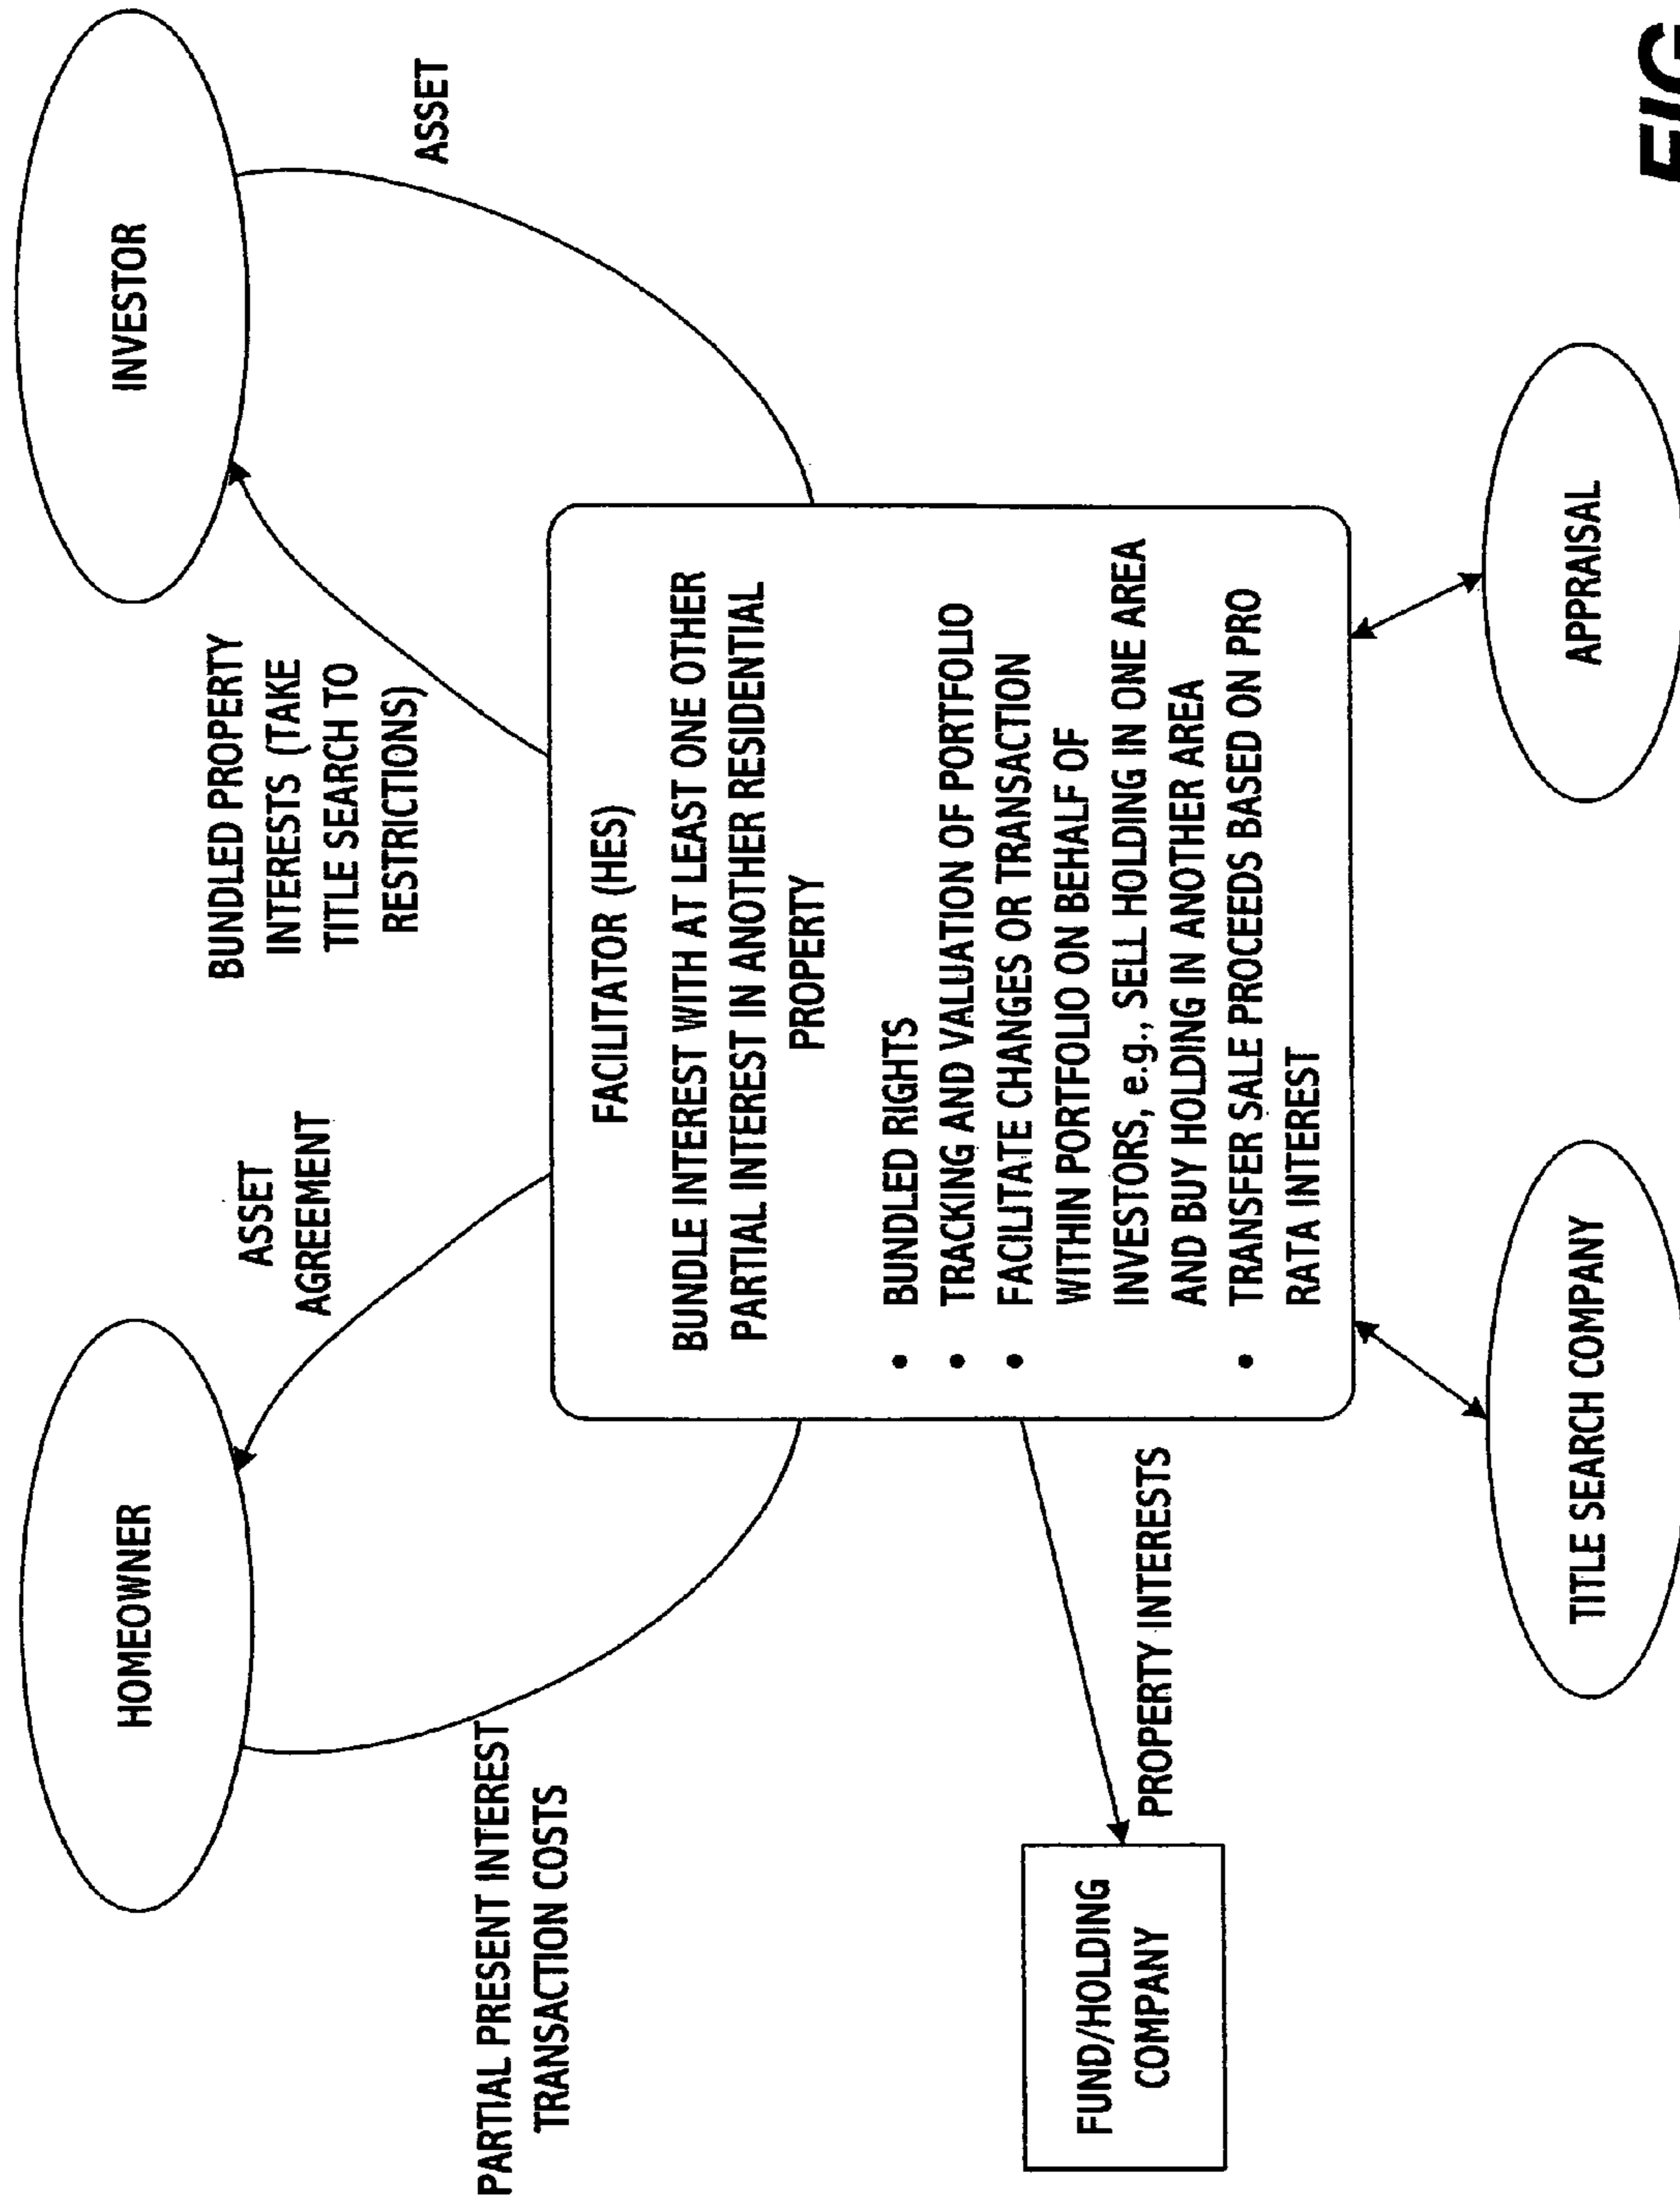 HOMEOWNER
INVESTOR
ASSET
AGREEMENT
BUNDLED PROPERTY
INTERESTS (TAKE
TITLE SEARCH TO
RESTRICTIONS)
ASSET
PARTIAL PRESENT INTEREST
TRANSACTION COSTS
FACILITATOR (HES)
BUNDLE INTEREST WITH AT LEAST ONE OTHER
PARTIAL INTEREST IN ANOTHER RESIDENTIAL
PROPERTY
• BUNDLED RIGHTS
• TRACKING AND VALUATION OF PORTFOLIO
• FACILITATE CHANGES OR TRANSACTION
WITHIN PORTFOLIO ON BEHALF OF
INVESTORS, e.g., SELL HOLDING IN ONE AREA
AND BUY HOLDING IN ANOTHER AREA
• TRANSFER SALE PROCEEDS BASED ON PRO
RATA INTEREST
FUND/HOLDING
COMPANY
PROPERTY INTERESTS
TITLE SEARCH COMPANY
APPRAISAL
FIG